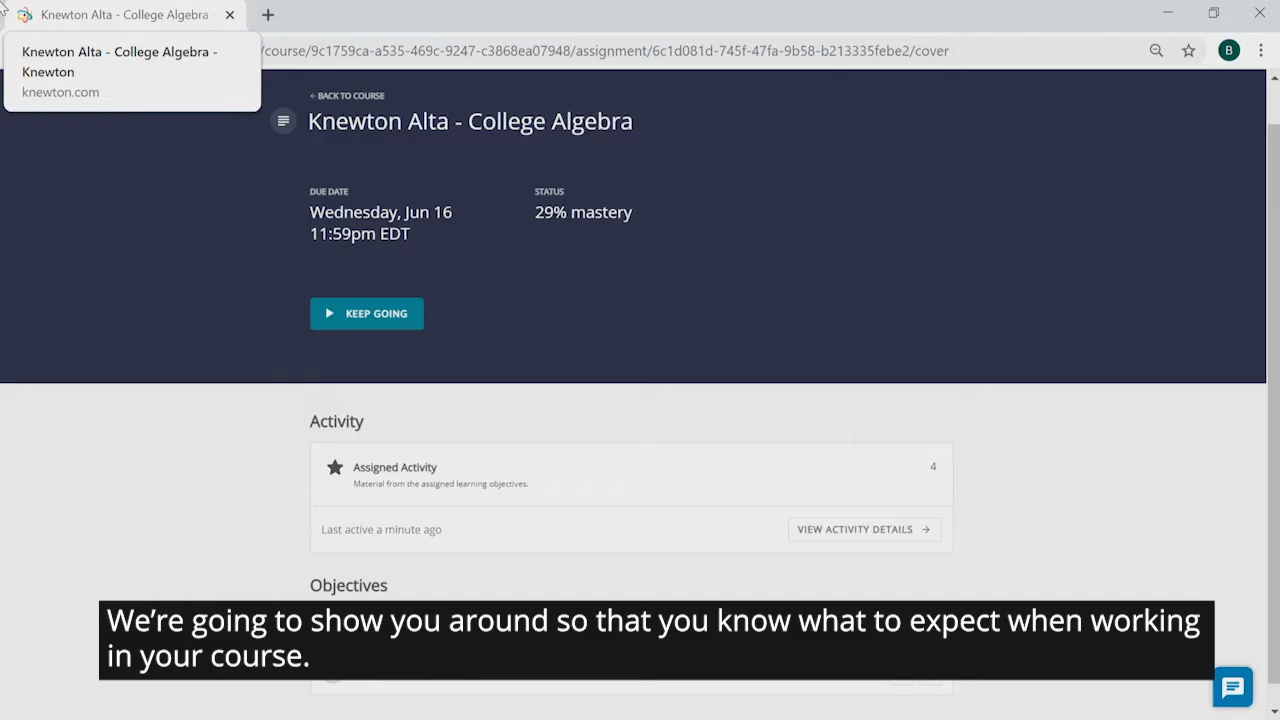 Knewton Alta - College Algebra
Knewton Alta - College Algebra -
Knewton
knewton.com
/course/9c1759ca-a535-469c-9247-c38688a07948/assignment/6c1d081d-745f-47fa-9b58-b213335febe2/cover
B
BACK TO COURSE
Knewton Alta - College Algebra
DUE DATE
STATUS
Wednesday, Jun 16
29% mastery
11:59pm EDT
KEEP GOING
Activity
Assigned Activity
4
Material from the assigned learning objectives.
Last active a minute ago
VIEW ACTIVITY DETAILS
Objectives
We’re going to show you around so that you know what to expect when working
in your course.